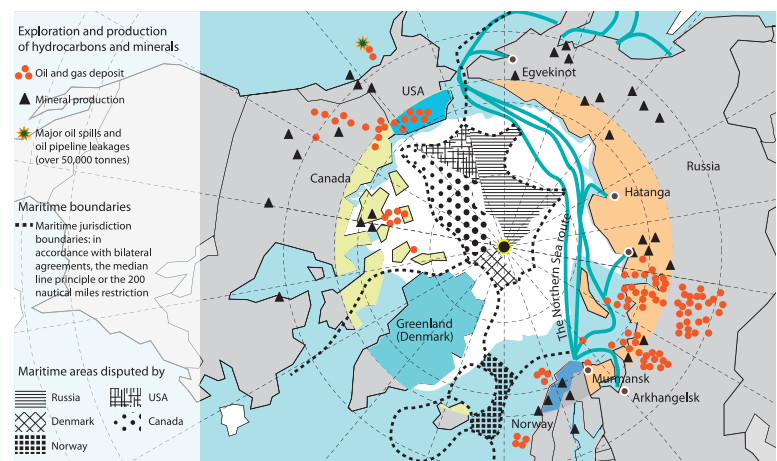 Exploration and production
of hydrocarbons and minerals
Oil and gas deposit
Mineral production
Major oil spills and
oil pipeline leakages
(over 50,000 tonnes)
Maritime boundaries
Maritime jurisdiction
boundaries: in
accordance with bilateral
agreements, the median
line principle or the 200
nautical miles restriction
Maritime areas disputed by
Russia
USA
Denmark
Canada
Norway
USA
Egvekinot
Canada
Russia
Hatanga
The Northern Sea route
Greenland
(Denmark)
Murmansk
Arkhangelsk
Norway